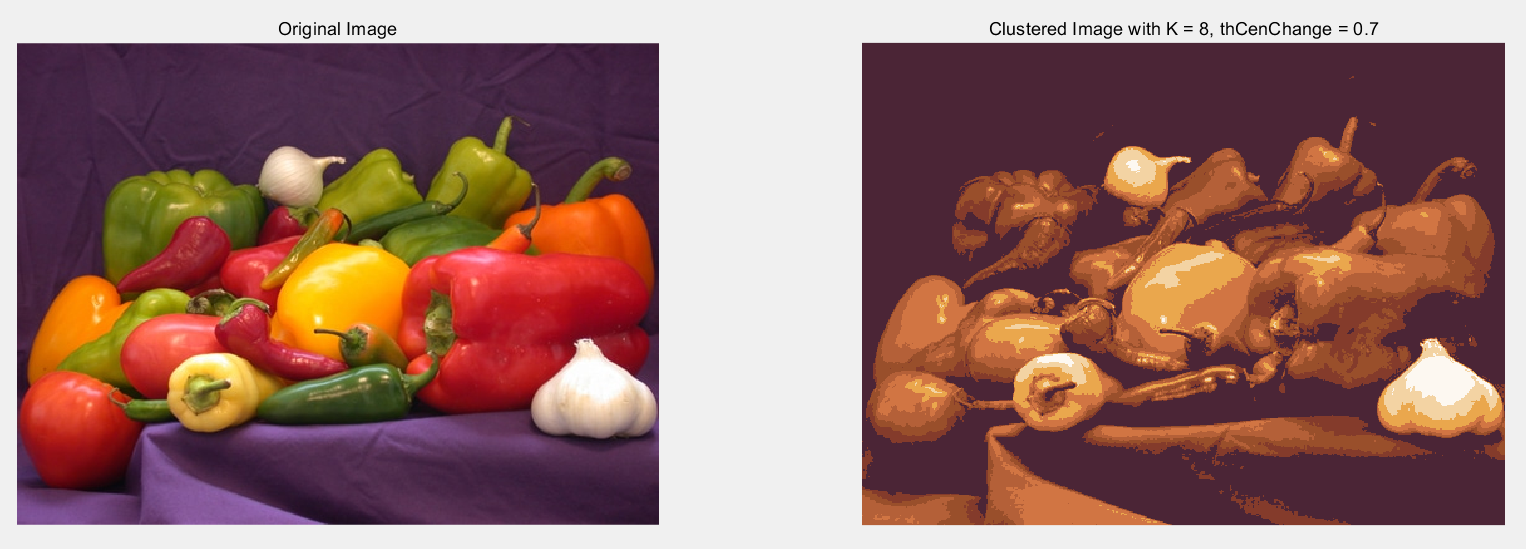 Original Image
Clustered Image with K = 8, thCenChange = 0.7